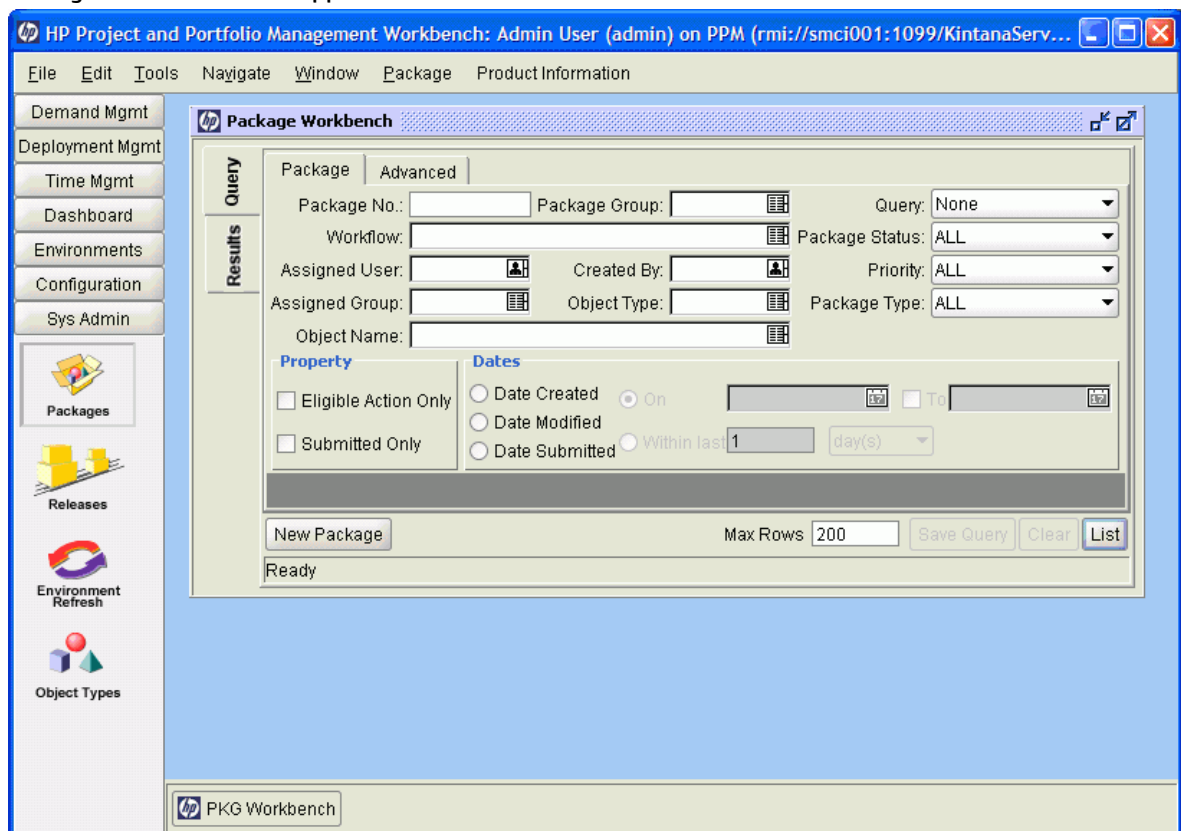 HP Project and Portfolio Management Workbench: Admin User (admin) on PPM (rmi://smci001:1099/KintanaServ...
File Edit Tools Navigate Window Package Product Information
Demand Mgmt
Deployment Mgmt
Time Mgmt
Dashboard
Environments
Configuration
Sys Admin
Packages
Releases
Environment
Refresh
Object Types
Package Workbench
Query
Results
Package Advanced
Package No.: Package Group: Query: None
Workflow: Package Status: ALL
Assigned User: Created By: Priority: ALL
Assigned Group: Object Type: Package Type: ALL
Object Name:
Property
Eligible Action Only
Submitted Only
Dates
Date Created On To
Date Modified
Date Submitted Within last 1 day(s)
New Package Max Rows 200 Save Query Clear List
Ready
PKG Workbench